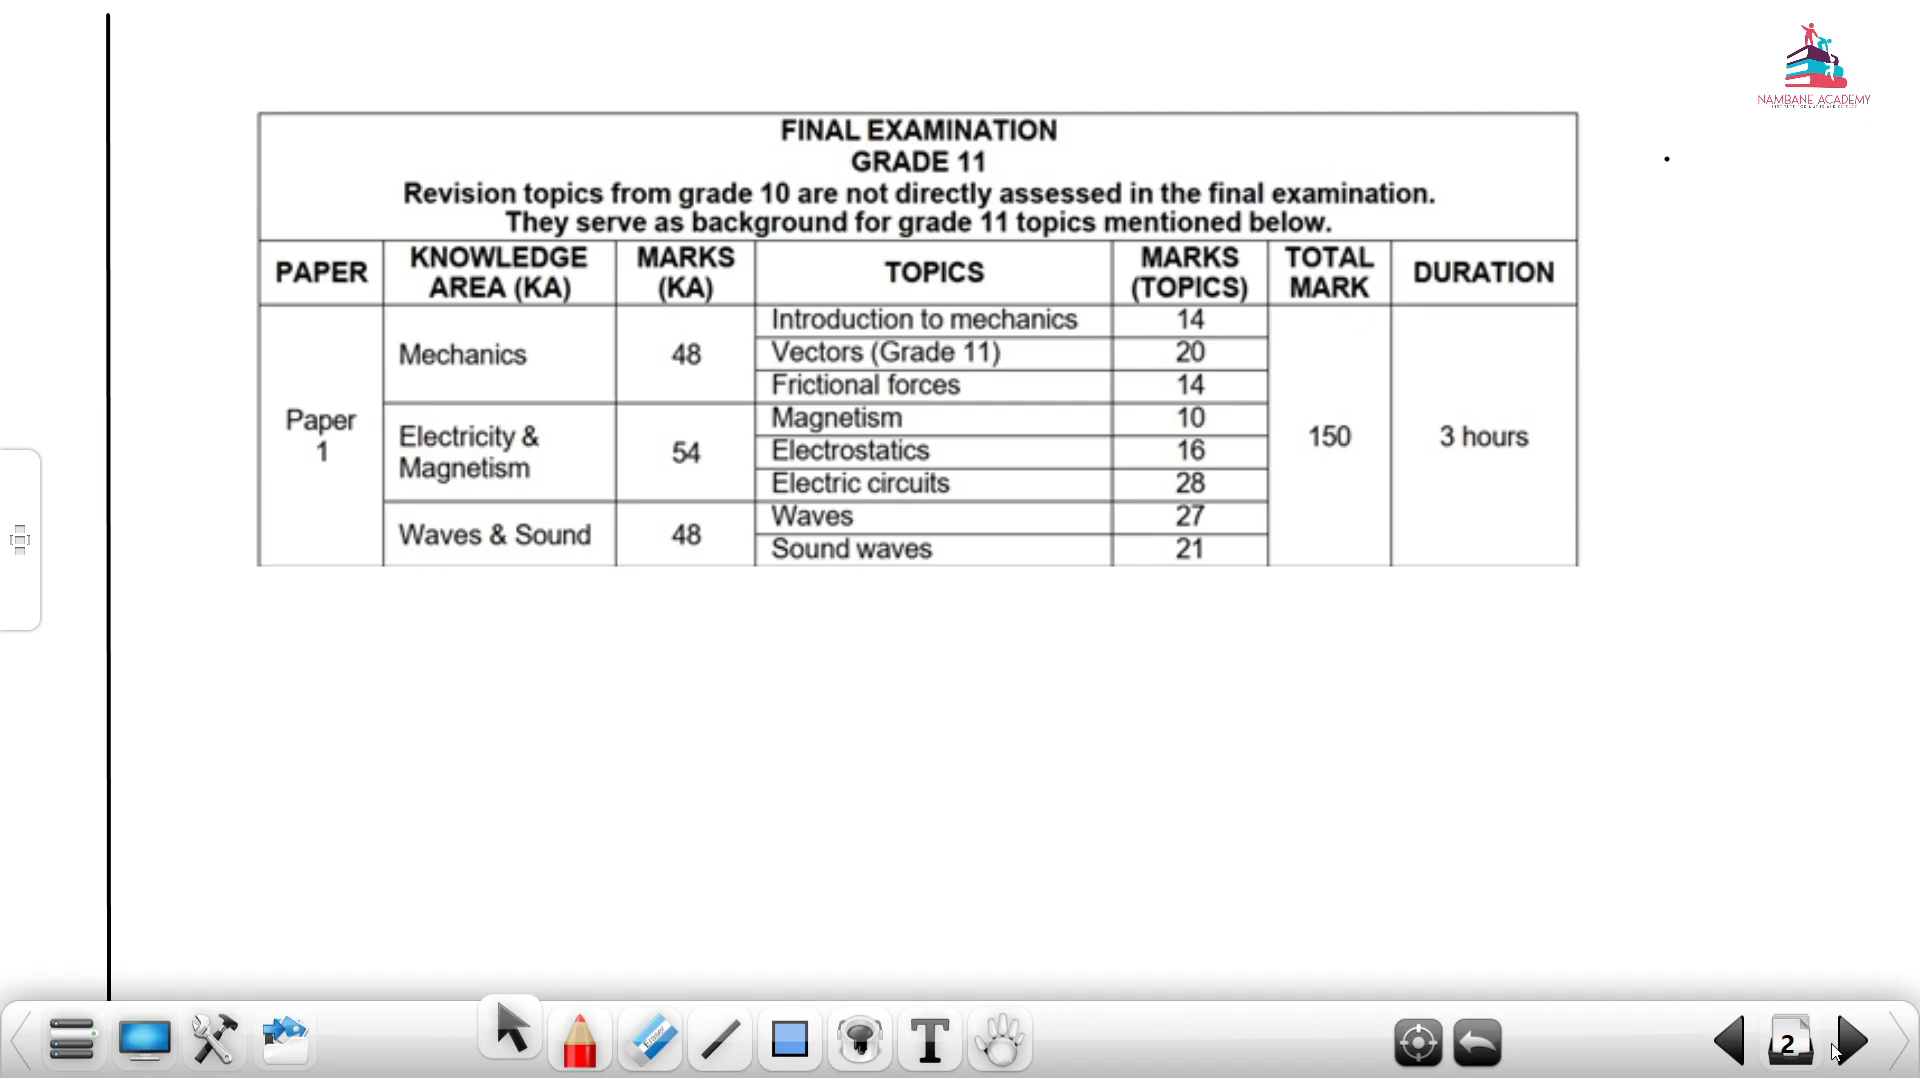 NAMBANE ACADEMY
FINAL EXAMINATION
GRADE 11
Revision topics from grade 10 are not directly assessed in the final examination.
They serve as background for grade 11 topics mentioned below.
PAPER KNOWLEDGE AREA (KA) MARKS (KA) TOPICS MARKS (TOPICS) TOTAL MARK DURATION
Paper 1 Mechanics 48 Introduction to mechanics 14 150 3 hours
Vectors (Grade 11) 20
Frictional forces 14
Electricity & Magnetism 54 Magnetism 10
Electrostatics 16
Electric circuits 28
Waves & Sound 48 Waves 27
Sound waves 21
Eraser
T
2